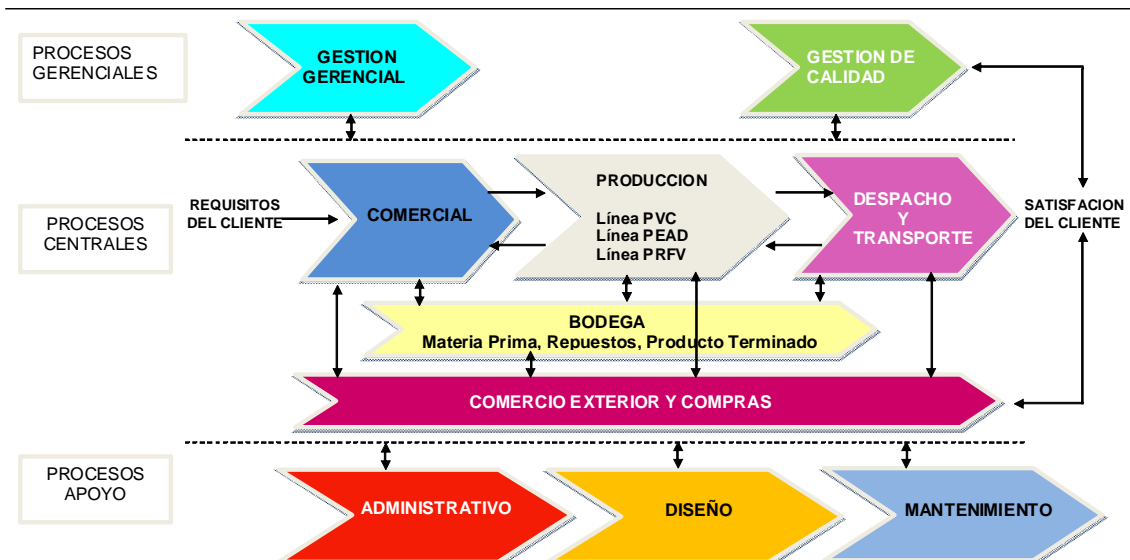 PROCESOS
GERENCIALES
GESTION
GERENCIAL
GESTION DE
CALIDAD
PROCESOS
CENTRALES
REQUISITOS
DEL CLIENTE
COMERCIAL
PRODUCCION
Línea PVC
Línea PEAD
Línea PRFV
DESPACHO
Y
TRANSPORTE
SATISFACION
DEL CLIENTE
BODEGA
Materia Prima, Repuestos, Producto Terminado
COMERCIO EXTERIOR Y COMPRAS
PROCESOS
APOYO
ADMINISTRATIVO
DISEÑO
MANTENIMIENTO